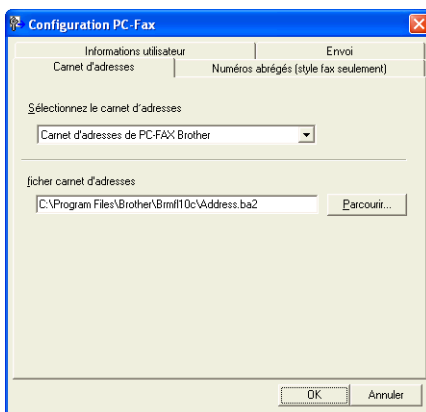 Configuration PC-Fax
Informations utilisateur Envoi
Carnet d'adresses Numéros abrégés (style fax seulement)
Sélectionnez le carnet d'adresses
Carnet d'adresses de PC-FAX Brother
ficher carnet d'adresses
C:\Program Files\Brother\Brmfl10c\Address.ba2 Parcourir...
OK Annuler